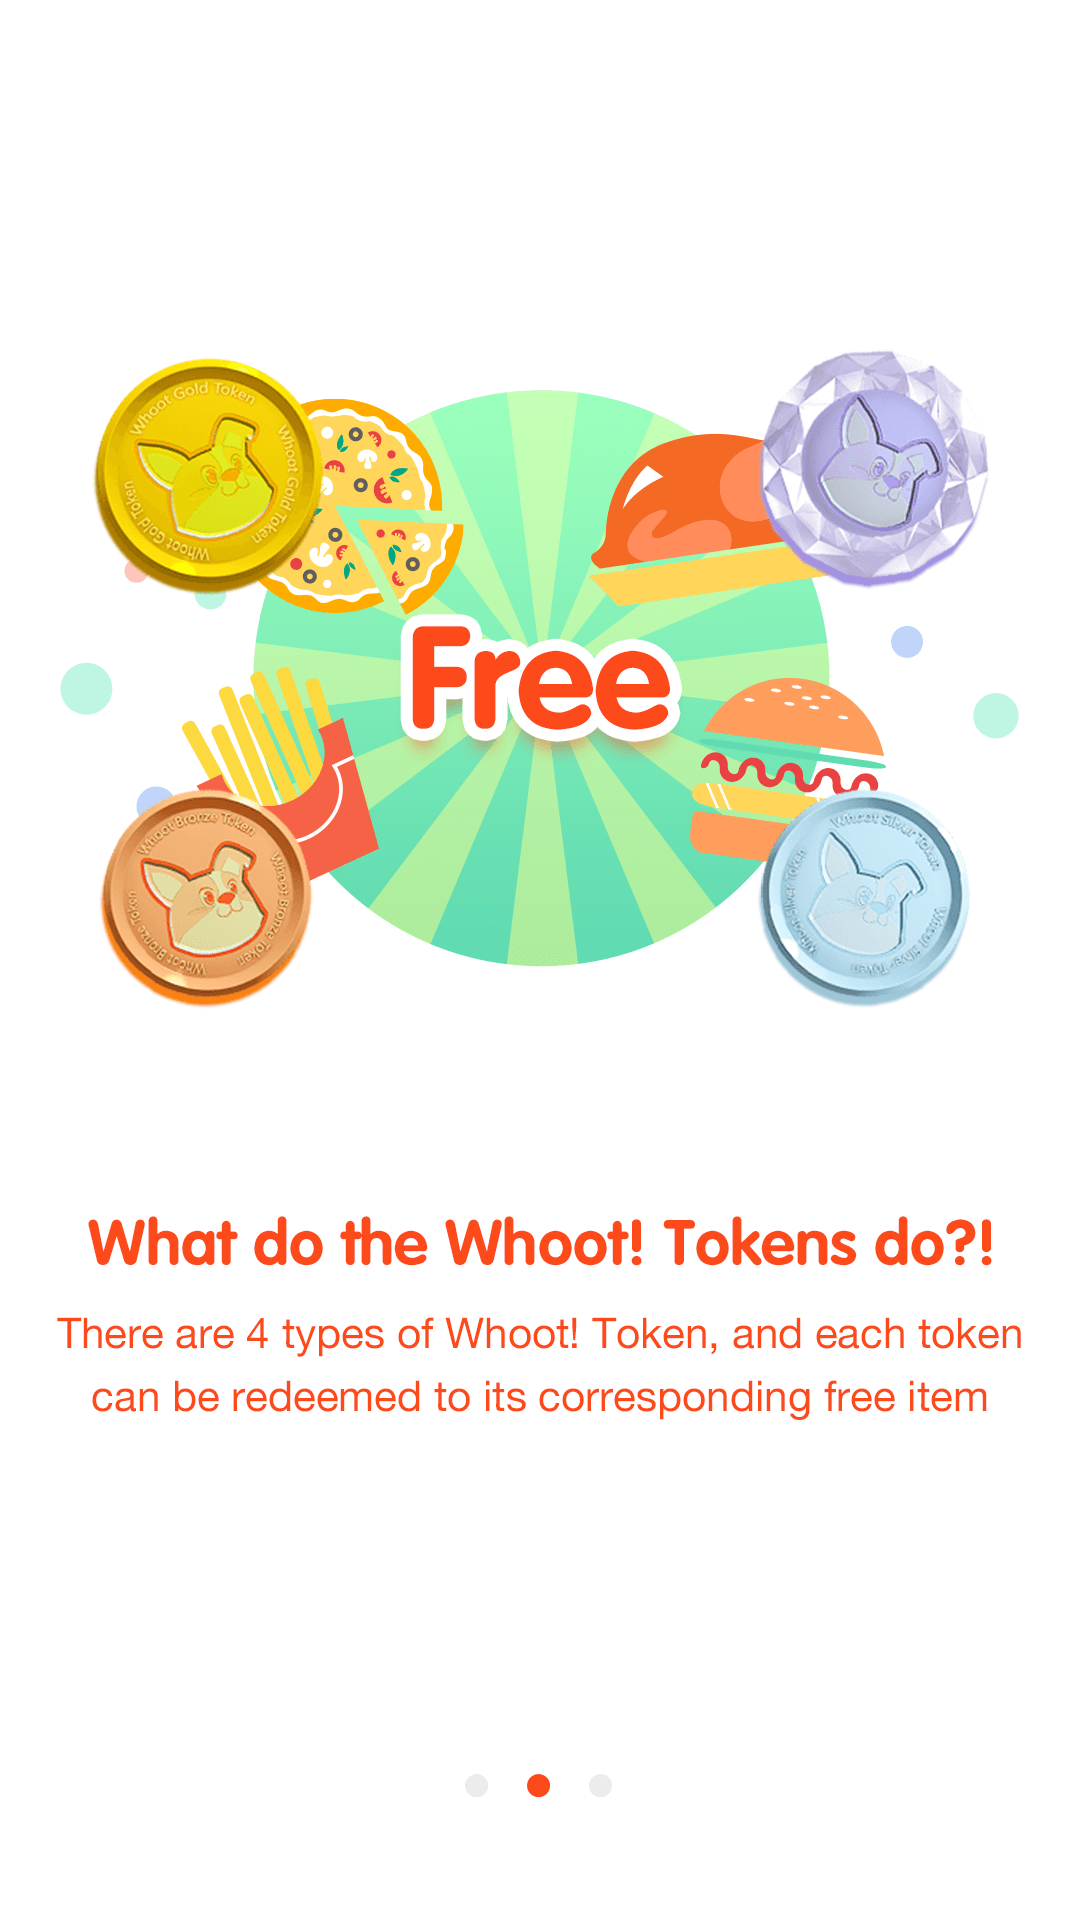 Whoot Gold Token
Whoot Gold Token
Whoot Gold Token
Free
Whoot Bronze Token
Whoot Bronze Token
Whoot Bronze Token
Whoot Silver Token
Whoot Silver Token
Whoot Silver Token
What do the Whoot! Tokens do?!
There are 4 types of Whoot! Token, and each token
can be redeemed to its corresponding free item